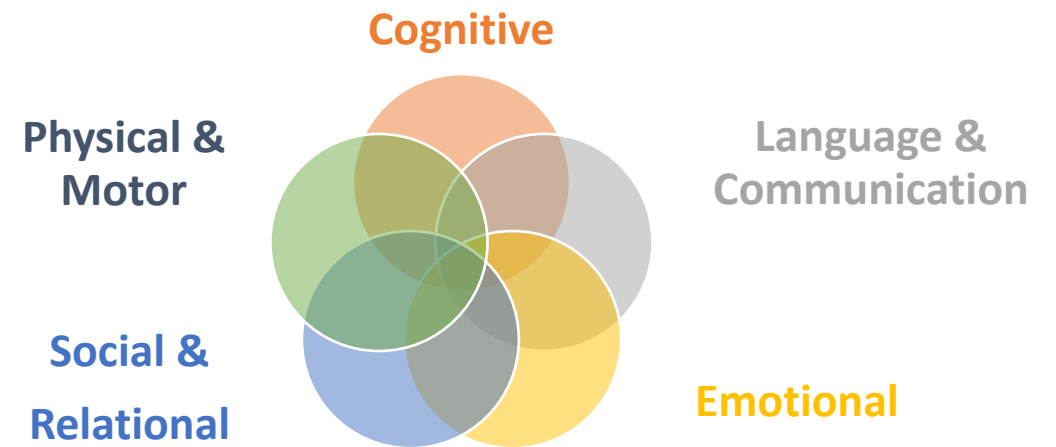 Cognitive
Physical &
Motor
Language &
Communication
Social &
Relational
Emotional